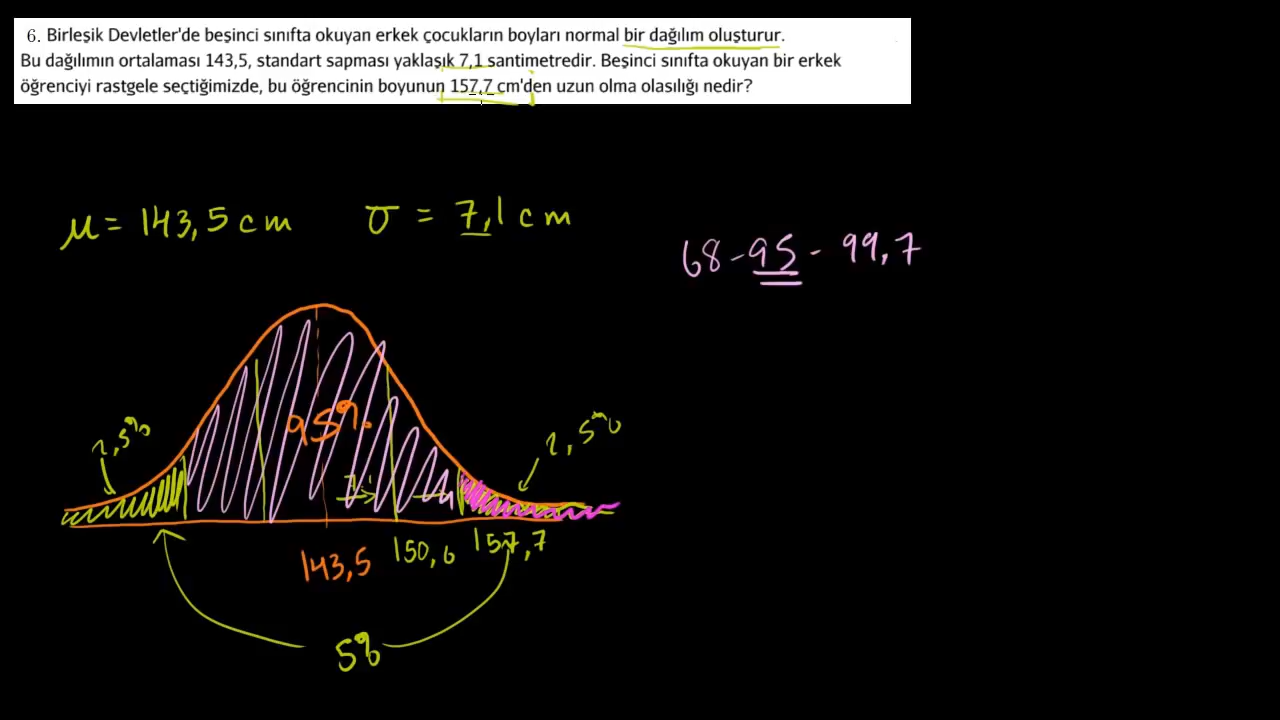 6. Birleşik Devletler'de beşinci sınıfta okuyan erkek çocukların boyları normal bir dağılım oluşturur.
Bu dağılımın ortalaması 143,5, standart sapması yaklaşık 7,1 santimetredir. Beşinci sınıfta okuyan bir erkek
öğrenciyi rastgele seçtiğimizde, bu öğrencinin boyunun 157,7 cm'den uzun olma olasılığı nedir?
μ = 143,5 cm σ = 7,1 cm
68 - 95 - 99,7
95%
2,5% 2,5%
143,5 150,6 157,7
5%